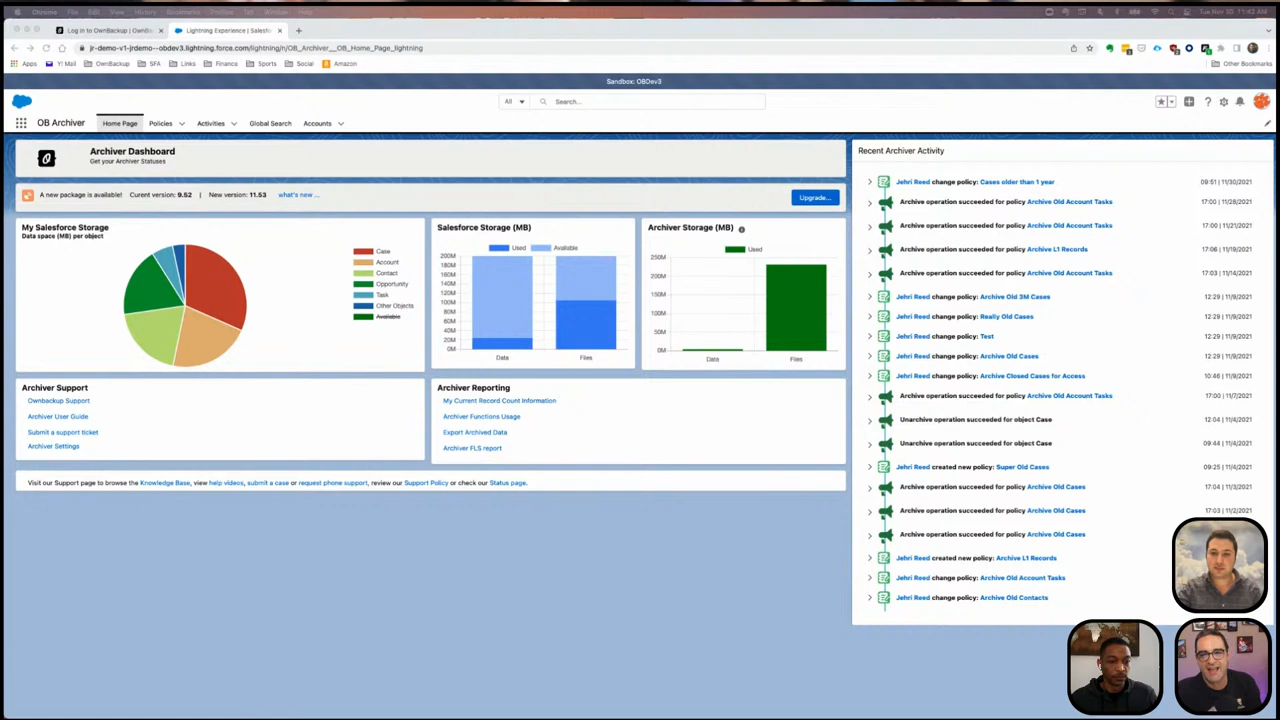 Chrome File Edit View History Bookmarks Profiles Tab Window Help
Tue Nov 30 11:42 AM
Log in to OwnBackup | OwnBa
Lightning Experience | Salesfo
jr-demo-v1-jrdemo--obdev3.lightning.force.com/lightning/n/OB_Archiver__OB_Home_Page_lightning
Apps Y! Mail OwnBackup SFA Links Finance Sports Social Amazon Other Bookmarks
Sandbox: OBDev3
All Search...
OB Archiver Home Page Policies Activities Global Search Accounts
Archiver Dashboard
Get your Archiver Statuses
A new package is available! Curent version: 9.52 | New version: 11.53 what's new ...
Upgrade...
My Salesforce Storage
Data space (MB) per object
Case
Account
Contact
Opportunity
Task
Other Objects
Available
Salesforce Storage (MB)
Used Available
200M
180M
160M
140M
120M
100M
80M
60M
40M
20M
0M
Data Files
Archiver Storage (MB)
Used
250M
200M
150M
100M
50M
0M
Data Files
Archiver Support
Ownbackup Support
Archiver User Guide
Submit a support ticket
Archiver Settings
Archiver Reporting
My Current Record Count Information
Archiver Functions Usage
Export Archived Data
Archiver FLS report
Visit our Support page to browse the Knowledge Base, view help videos, submit a case or request phone support, review our Support Policy or check our Status page.
Recent Archiver Activity
Jehri Reed change policy: Cases older than 1 year 09:51 | 11/30/2021
Archive operation succeeded for policy Archive Old Account Tasks 17:00 | 11/28/2021
Archive operation succeeded for policy Archive Old Account Tasks 17:00 | 11/21/2021
Archive operation succeeded for policy Archive L1 Records 17:06 | 11/19/2021
Archive operation succeeded for policy Archive Old Account Tasks 17:03 | 11/14/2021
Jehri Reed change policy: Archive Old 3M Cases 12:29 | 11/9/2021
Jehri Reed change policy: Really Old Cases 12:29 | 11/9/2021
Jehri Reed change policy: Test 12:29 | 11/9/2021
Jehri Reed change policy: Archive Old Cases 12:29 | 11/9/2021
Jehri Reed change policy: Archive Closed Cases for Access 10:46 | 11/9/2021
Archive operation succeeded for policy Archive Old Account Tasks 17:00 | 11/7/2021
Unarchive operation succeeded for object Case 12:04 | 11/4/2021
Unarchive operation succeeded for object Case 09:44 | 11/4/2021
Jehri Reed created new policy: Super Old Cases 09:25 | 11/4/2021
Archive operation succeeded for policy Archive Old Cases 17:04 | 11/3/2021
Archive operation succeeded for policy Archive Old Cases 17:03 | 11/2/2021
Archive operation succeeded for policy Archive Old Cases
Jehri Reed created new policy: Archive L1 Records
Jehri Reed change policy: Archive Old Account Tasks
Jehri Reed change policy: Archive Old Contacts